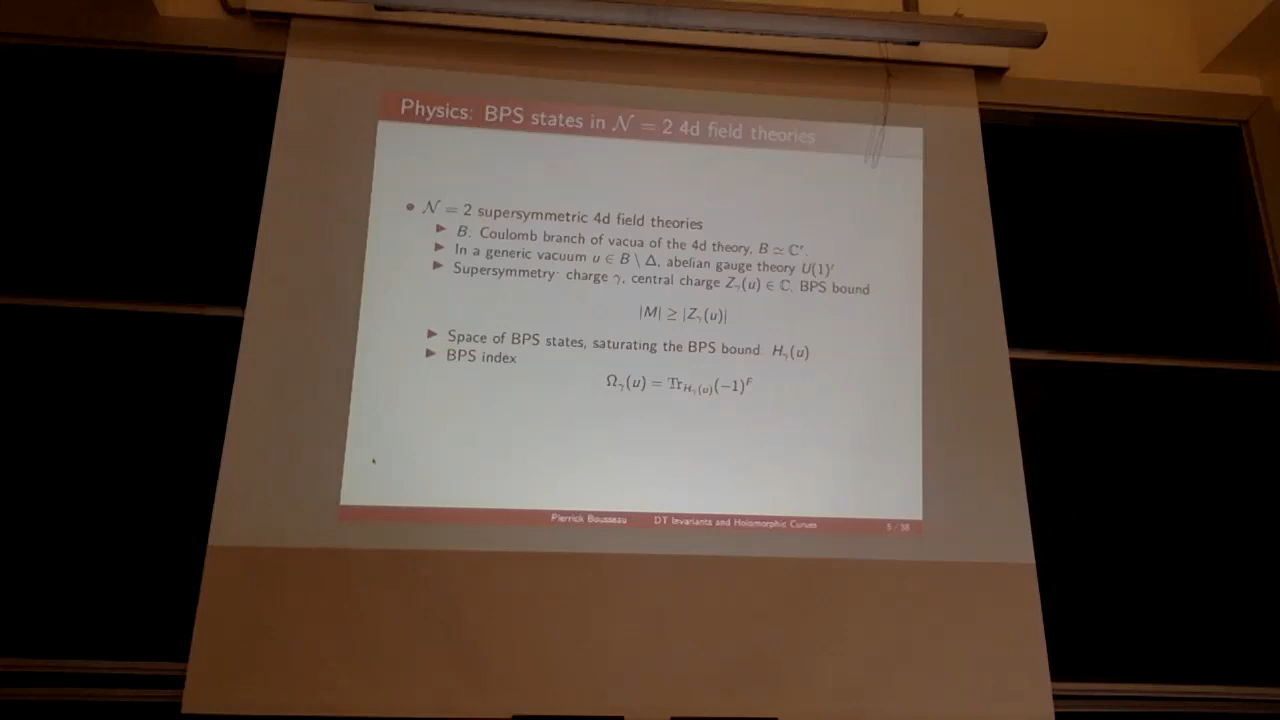 Physics: BPS states in 𝒩 = 2 4d field theories
• 𝒩 = 2 supersymmetric 4d field theories
▶ B: Coulomb branch of vacua of the 4d theory, B ≃ ℂʳ.
▶ In a generic vacuum u ∈ B \ Δ, abelian gauge theory U(1)ʳ
▶ Supersymmetry: charge γ, central charge Z_γ(u) ∈ ℂ. BPS bound
|M| ≥ |Z_γ(u)|
▶ Space of BPS states, saturating the BPS bound: H_γ(u)
▶ BPS index
Ω_γ(u) = Tr_{H_γ(u)}(−1)^F
Pierrick Bousseau DT Invariants and Holomorphic Curves 5 / 38